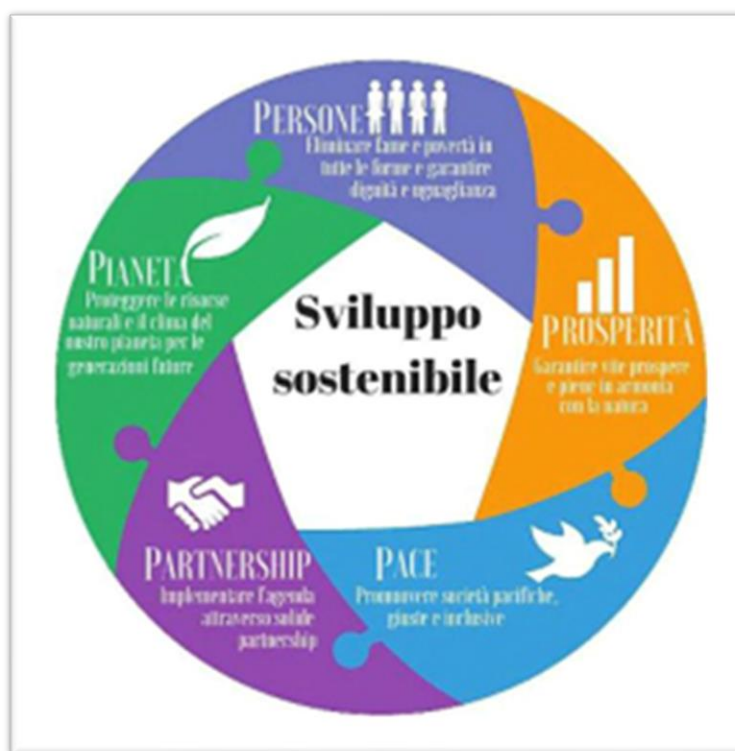 PERSONE
Eliminare fame e povertà in
tutte le forme e garantire
dignità e uguaglianza
PROSPERITÀ
Garantire vite prospere
e piene in armonia
con la natura
PACE
Promuovere società pacifiche,
giuste e inclusive
PARTNERSHIP
Implementare l'agenda
attraverso solide
partnership
PIANETA
Proteggere le risorse
naturali e il clima del
nostro pianeta per le
generazioni future
Sviluppo
sostenibile